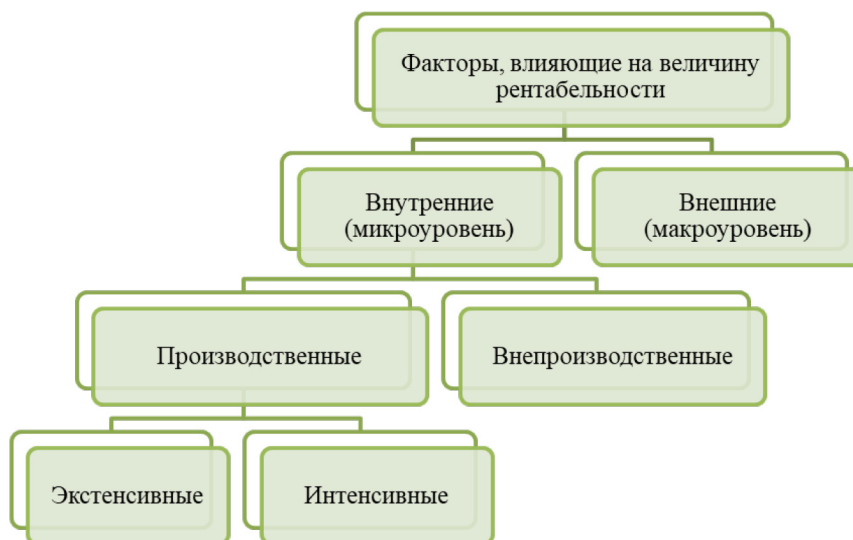 Факторы, влияющие на величину
рентабельности
Внутренние
(микроуровень)
Внешние
(макроуровень)
Производственные
Внепроизводственные
Экстенсивные
Интенсивные